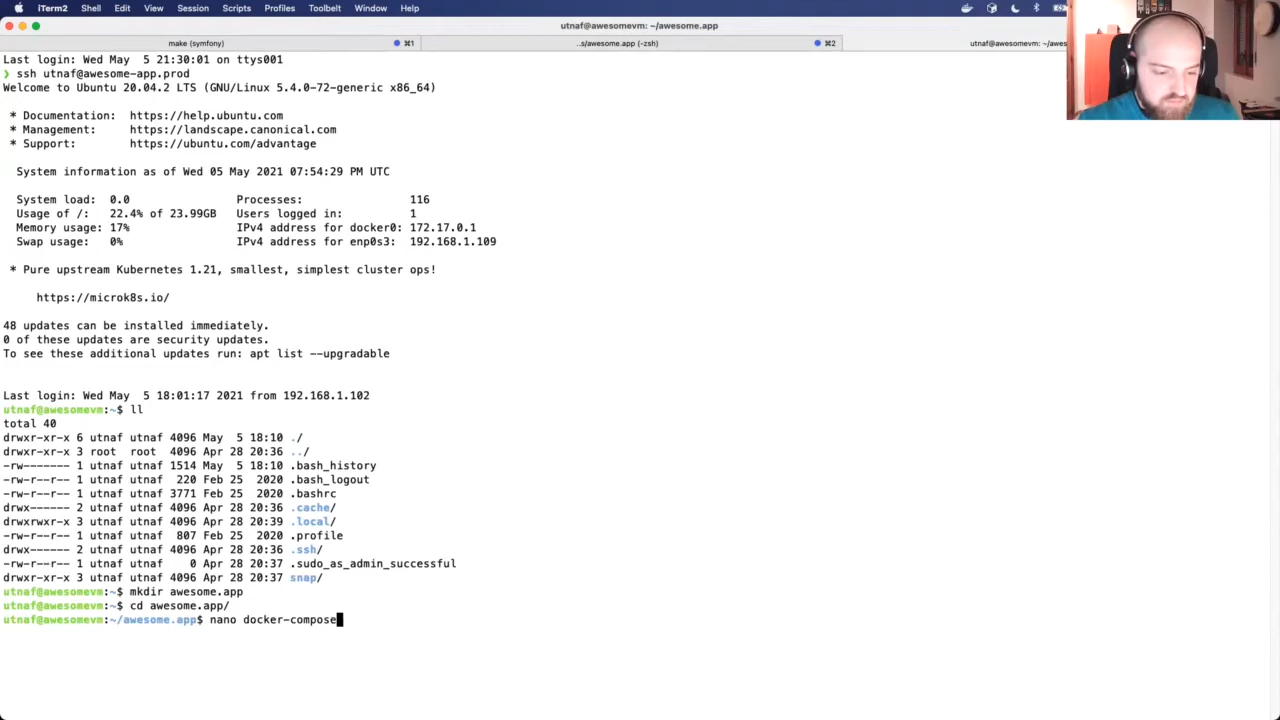 iTerm2 Shell Edit View Session Scripts Profiles Toolbelt Window Help
utnaf@awesomevm: ~/awesome.app
make (symfony) ⌘1 ..s/awesome.app (-zsh) ⌘2 utnaf@awesomevm: ~/awes
Last login: Wed May  5 21:30:01 on ttys001
❯ ssh utnaf@awesome-app.prod
Welcome to Ubuntu 20.04.2 LTS (GNU/Linux 5.4.0-72-generic x86_64)
* Documentation:  https://help.ubuntu.com
* Management:     https://landscape.canonical.com
* Support:        https://ubuntu.com/advantage
System information as of Wed 05 May 2021 07:54:29 PM UTC
System load:  0.0                Processes:                116
Usage of /:   22.4% of 23.99GB   Users logged in:          1
Memory usage: 17%                IPv4 address for docker0: 172.17.0.1
Swap usage:   0%                 IPv4 address for enp0s3:  192.168.1.109
* Pure upstream Kubernetes 1.21, smallest, simplest cluster ops!
https://microk8s.io/
48 updates can be installed immediately.
0 of these updates are security updates.
To see these additional updates run: apt list --upgradable
Last login: Wed May  5 18:01:17 2021 from 192.168.1.102
utnaf@awesomevm:~$ ll
total 40
drwxr-xr-x 6 utnaf utnaf 4096 May  5 18:10 ./
drwxr-xr-x 3 root  root  4096 Apr 28 20:36 ../
-rw------- 1 utnaf utnaf 1514 May  5 18:10 .bash_history
-rw-r--r-- 1 utnaf utnaf  220 Feb 25  2020 .bash_logout
-rw-r--r-- 1 utnaf utnaf 3771 Feb 25  2020 .bashrc
drwx------ 2 utnaf utnaf 4096 Apr 28 20:36 .cache/
drwxrwxr-x 3 utnaf utnaf 4096 Apr 28 20:39 .local/
-rw-r--r-- 1 utnaf utnaf  807 Feb 25  2020 .profile
drwx------ 2 utnaf utnaf 4096 Apr 28 20:36 .ssh/
-rw-r--r-- 1 utnaf utnaf    0 Apr 28 20:37 .sudo_as_admin_successful
drwxr-xr-x 3 utnaf utnaf 4096 Apr 28 20:37 snap/
utnaf@awesomevm:~$ mkdir awesome.app
utnaf@awesomevm:~$ cd awesome.app/
utnaf@awesomevm:~/awesome.app$ nano docker-compose